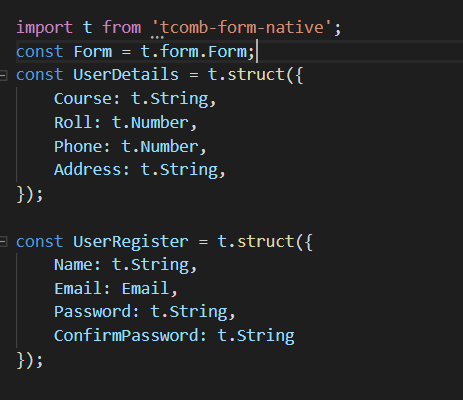 import t from 'tcomb-form-native';
const Form = t.form.Form;
const UserDetails = t.struct({
    Course: t.String,
    Roll: t.Number,
    Phone: t.Number,
    Address: t.String,
});

const UserRegister = t.struct({
    Name: t.String,
    Email: Email,
    Password: t.String,
    ConfirmPassword: t.String
});